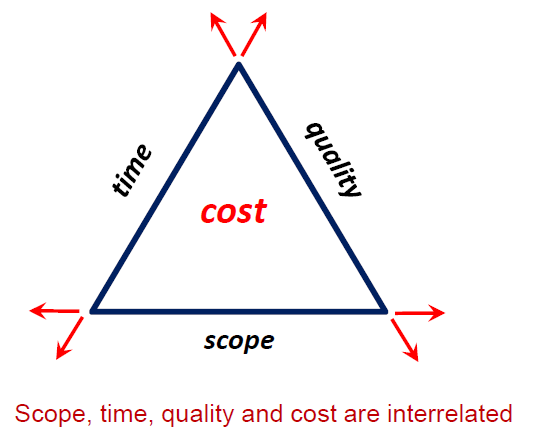 time
quality
cost
scope
Scope, time, quality and cost are interrelated